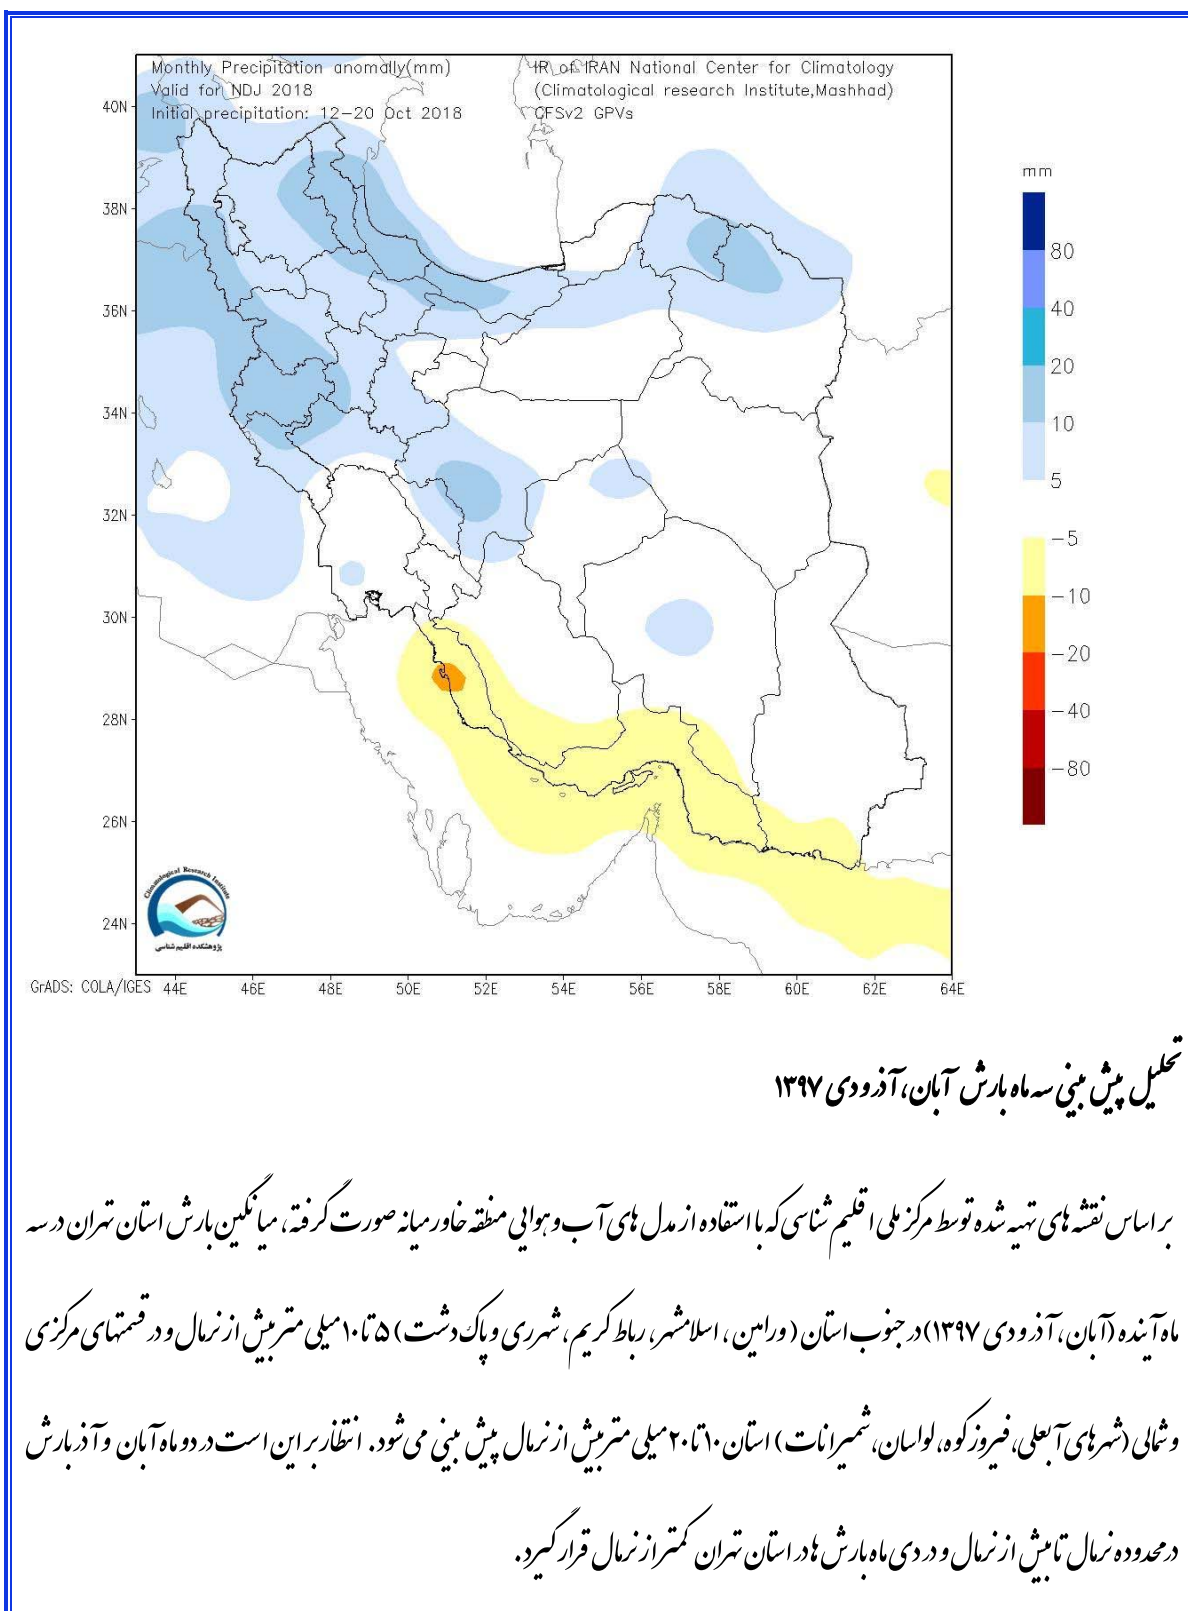 Monthly Precipitation anomally(mm)
Valid for NDJ 2018
Initial precipitation: 12-20 Oct 2018
IR of IRAN National Center for Climatology
(Climatological research Institute,Mashhad)
CFSv2 GPVs
40N
38N
36N
34N
32N
30N
28N
26N
24N
mm
80
40
20
10
5
-5
-10
-20
-40
-80
Climatological Research Institute
پژوهشکده اقلیم شناسی
GrADS: COLA/IGES
44E 46E 48E 50E 52E 54E 56E 58E 60E 62E 64E
تحلیل پیش بینی سه ماه بارش آبان، آذر و دی ۱۳۹۷
بر اساس نقشه های تهیه شده توسط مرکز ملی اقلیم شناسی که با استفاده از مدل های آب و هوایی منطقه خاورمیانه صورت گرفته، میانگین بارش استان تهران در سه
ماه آینده (آبان، آذر و دی ۱۳۹۷) در جنوب استان (ورامین، اسلامشهر، رباط کریم، شهرری و پاکدشت) ۵ تا ۱۰ میلی متر بیش از نرمال و در قسمتهای مرکزی
و شمالی (شهرهای آبعلی، فیروزکوه، لواسان، شمیرانات) استان ۱۰ تا ۲۰ میلی متر بیش از نرمال پیش بینی می شود. انتظار بر این است در دو ماه آبان و آذر بارش
در محدوده نرمال تا بیش از نرمال و در دی ماه بارش ها در استان تهران کمتر از نرمال قرار گیرد.